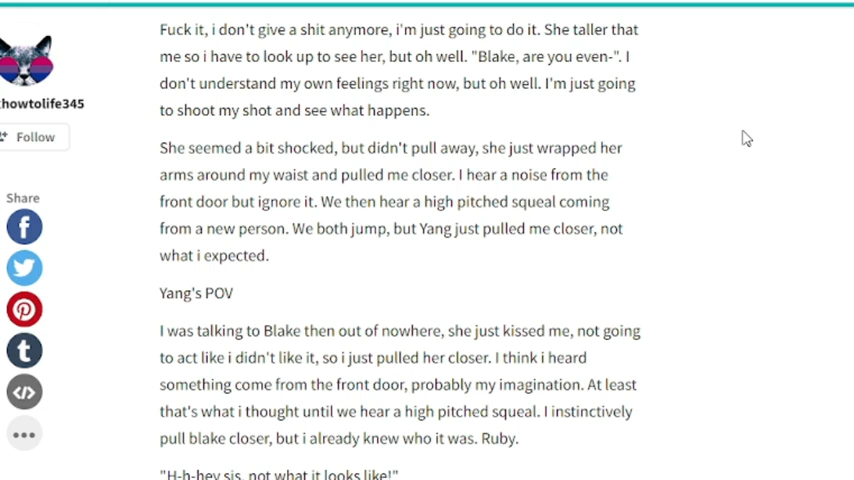 Fuck it, i don't give a shit anymore, i'm just going to do it. She taller that
me so i have to look up to see her, but oh well. "Blake, are you even-". I
don't understand my own feelings right now, but oh well. I'm just going
to shoot my shot and see what happens.
howtolife345
Follow
She seemed a bit shocked, but didn't pull away, she just wrapped her
arms around my waist and pulled me closer. I hear a noise from the
front door but ignore it. We then hear a high pitched squeal coming
from a new person. We both jump, but Yang just pulled me closer, not
what i expected.
Share
Yang's POV
I was talking to Blake then out of nowhere, she just kissed me, not going
to act like i didn't like it, so i just pulled her closer. I think i heard
something come from the front door, probably my imagination. At least
that's what i thought until we hear a high pitched squeal. I instinctively
pull blake closer, but i already knew who it was. Ruby.
"H-h-hey sis, not what it looks like!"